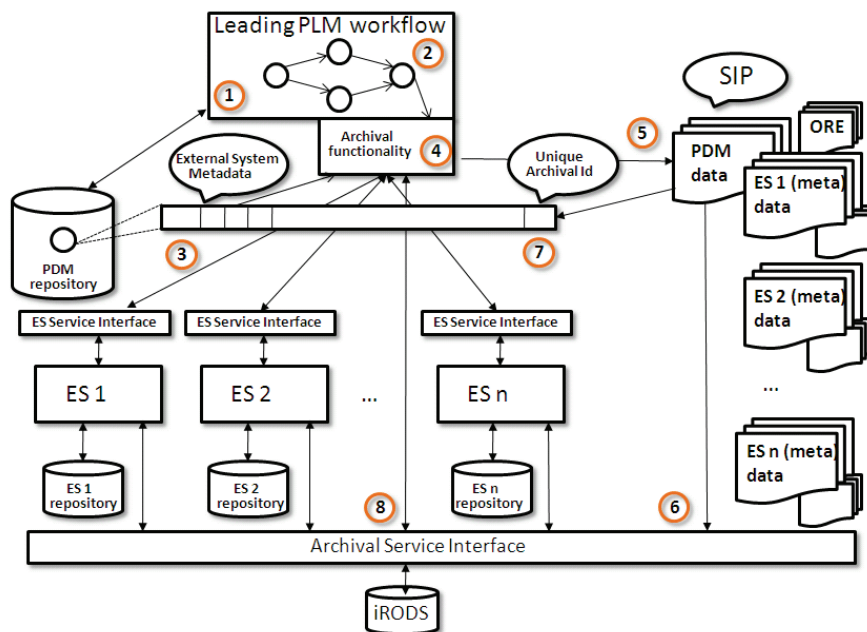 Leading PLM workflow
2
1
SIP
Archival
functionality
4
5
ORE
External System
Metadata
Unique
Archival Id
PDM
data
ES 1 (meta)
data
3
7
PDM
repository
ES 2 (meta)
data
ES Service Interface
ES Service Interface
ES Service Interface
ES 1
ES 2
...
ES n
...
ES n (meta)
data
ES 1
repository
ES 2
repository
ES n
repository
8
6
Archival Service Interface
iRODS